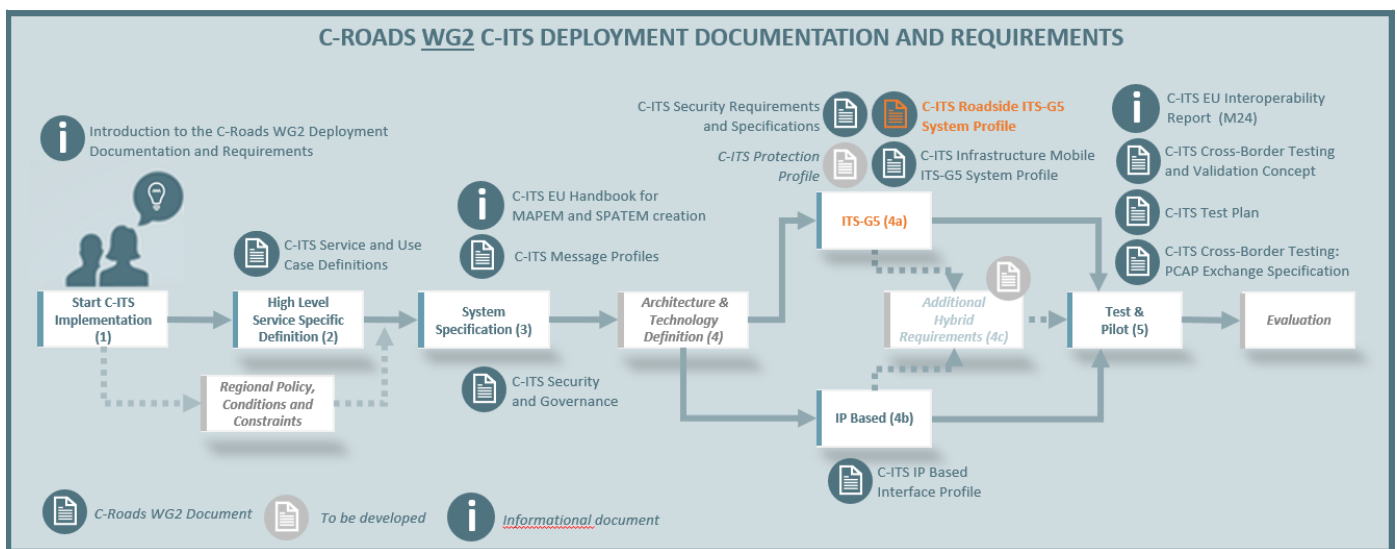 C-ROADS WG2 C-ITS DEPLOYMENT DOCUMENTATION AND REQUIREMENTS
Introduction to the C-Roads WG2 Deployment
Documentation and Requirements
C-ITS Service and Use
Case Definitions
C-ITS EU Handbook for
MAPEM and SPATEM creation
C-ITS Message Profiles
C-ITS Security Requirements
and Specifications
C-ITS Roadside ITS-G5
System Profile
C-ITS Protection
Profile
C-ITS Infrastructure Mobile
ITS-G5 System Profile
C-ITS EU Interoperability
Report (M24)
C-ITS Cross-Border Testing
and Validation Concept
C-ITS Test Plan
C-ITS Cross-Border Testing:
PCAP Exchange Specification
Start C-ITS
Implementation
(1)
High Level
Service Specific
Definition (2)
System
Specification (3)
Architecture &
Technology
Definition (4)
ITS-G5 (4a)
Additional
Hybrid
Requirements (4c)
Test &
Pilot (5)
Evaluation
Regional Policy,
Conditions and
Constraints
C-ITS Security
and Governance
IP Based (4b)
C-ITS IP Based
Interface Profile
C-Roads WG2 Document
To be developed
Informational document